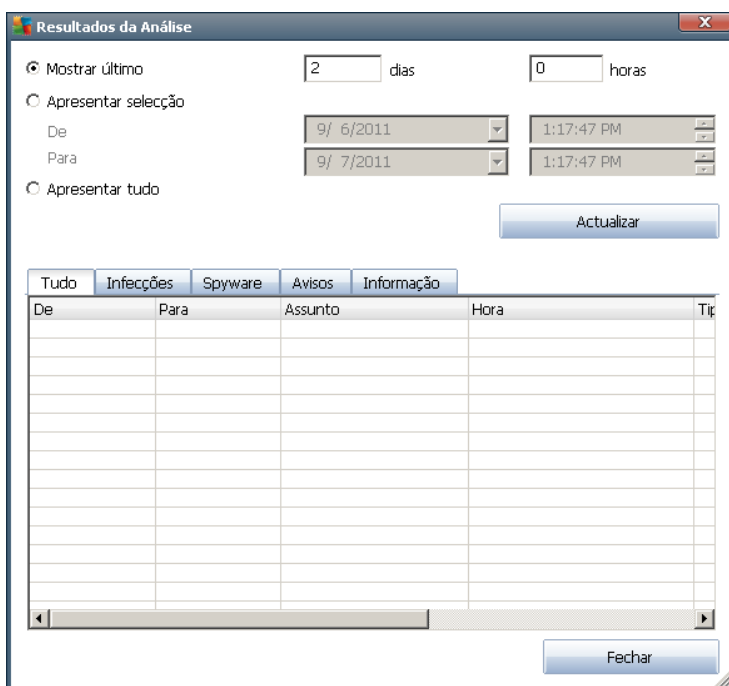 Resultados da Análise
Mostrar último 2 dias 0 horas
Apresentar selecção
De 9/ 6/2011 1:17:47 PM
Para 9/ 7/2011 1:17:47 PM
Apresentar tudo
Actualizar
Tudo Infecções Spyware Avisos Informação
De Para Assunto Hora
Fechar